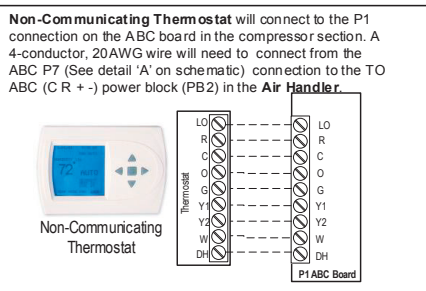 Non-Communicating Thermostat will connect to the P1
connection on the ABC board in the compressor section. A
4-conductor, 20AWG wire will need to connect from the
ABC P7 (See detail 'A' on schematic) connection to the TO
ABC (C R + -) power block (PB2) in the Air Handler.
LO LO
R R
C C
O O
G G
Y1 Y1
Y2 Y2
W W
DH DH
Thermostat
72°
Non-Communicating
Thermostat
P1 ABC Board